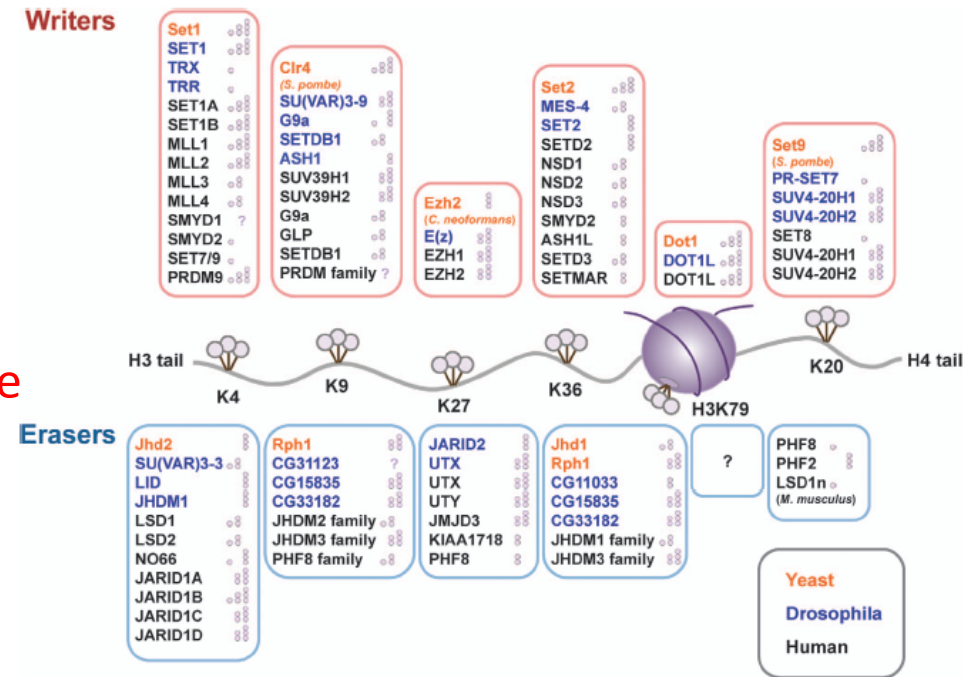 Writers
Set1
SET1
TRX
TRR
SET1A
SET1B
MLL1
MLL2
MLL3
MLL4
SMYD1 ?
SMYD2
SET7/9
PRDM9
Clr4
(S. pombe)
SU(VAR)3-9
G9a
SETDB1
ASH1
SUV39H1
SUV39H2
G9a
GLP
SETDB1
PRDM family ?
Ezh2
(C. neoformans)
E(z)
EZH1
EZH2
Set2
MES-4
SET2
SETD2
NSD1
NSD2
NSD3
SMYD2
ASH1L
SETD3
SETMAR
Dot1
DOT1L
DOT1L
Set9
(S. pombe)
PR-SET7
SUV4-20H1
SUV4-20H2
SET8
SUV4-20H1
SUV4-20H2
H3 tail
K4
K9
K27
K36
H3K79
K20
H4 tail
e
Erasers
Jhd2
SU(VAR)3-3
LID
JHDM1
LSD1
LSD2
NO66
JARID1A
JARID1B
JARID1C
JARID1D
Rph1
CG31123 ?
CG15835
CG33182
JHDM2 family
JHDM3 family
PHF8 family
JARID2
UTX
UTX
UTY
JMJD3
KIAA1718
PHF8
Jhd1
Rph1
CG11033
CG15835
CG33182
JHDM1 family
JHDM3 family
?
PHF8
PHF2
LSD1n
(M. musculus)
Yeast
Drosophila
Human